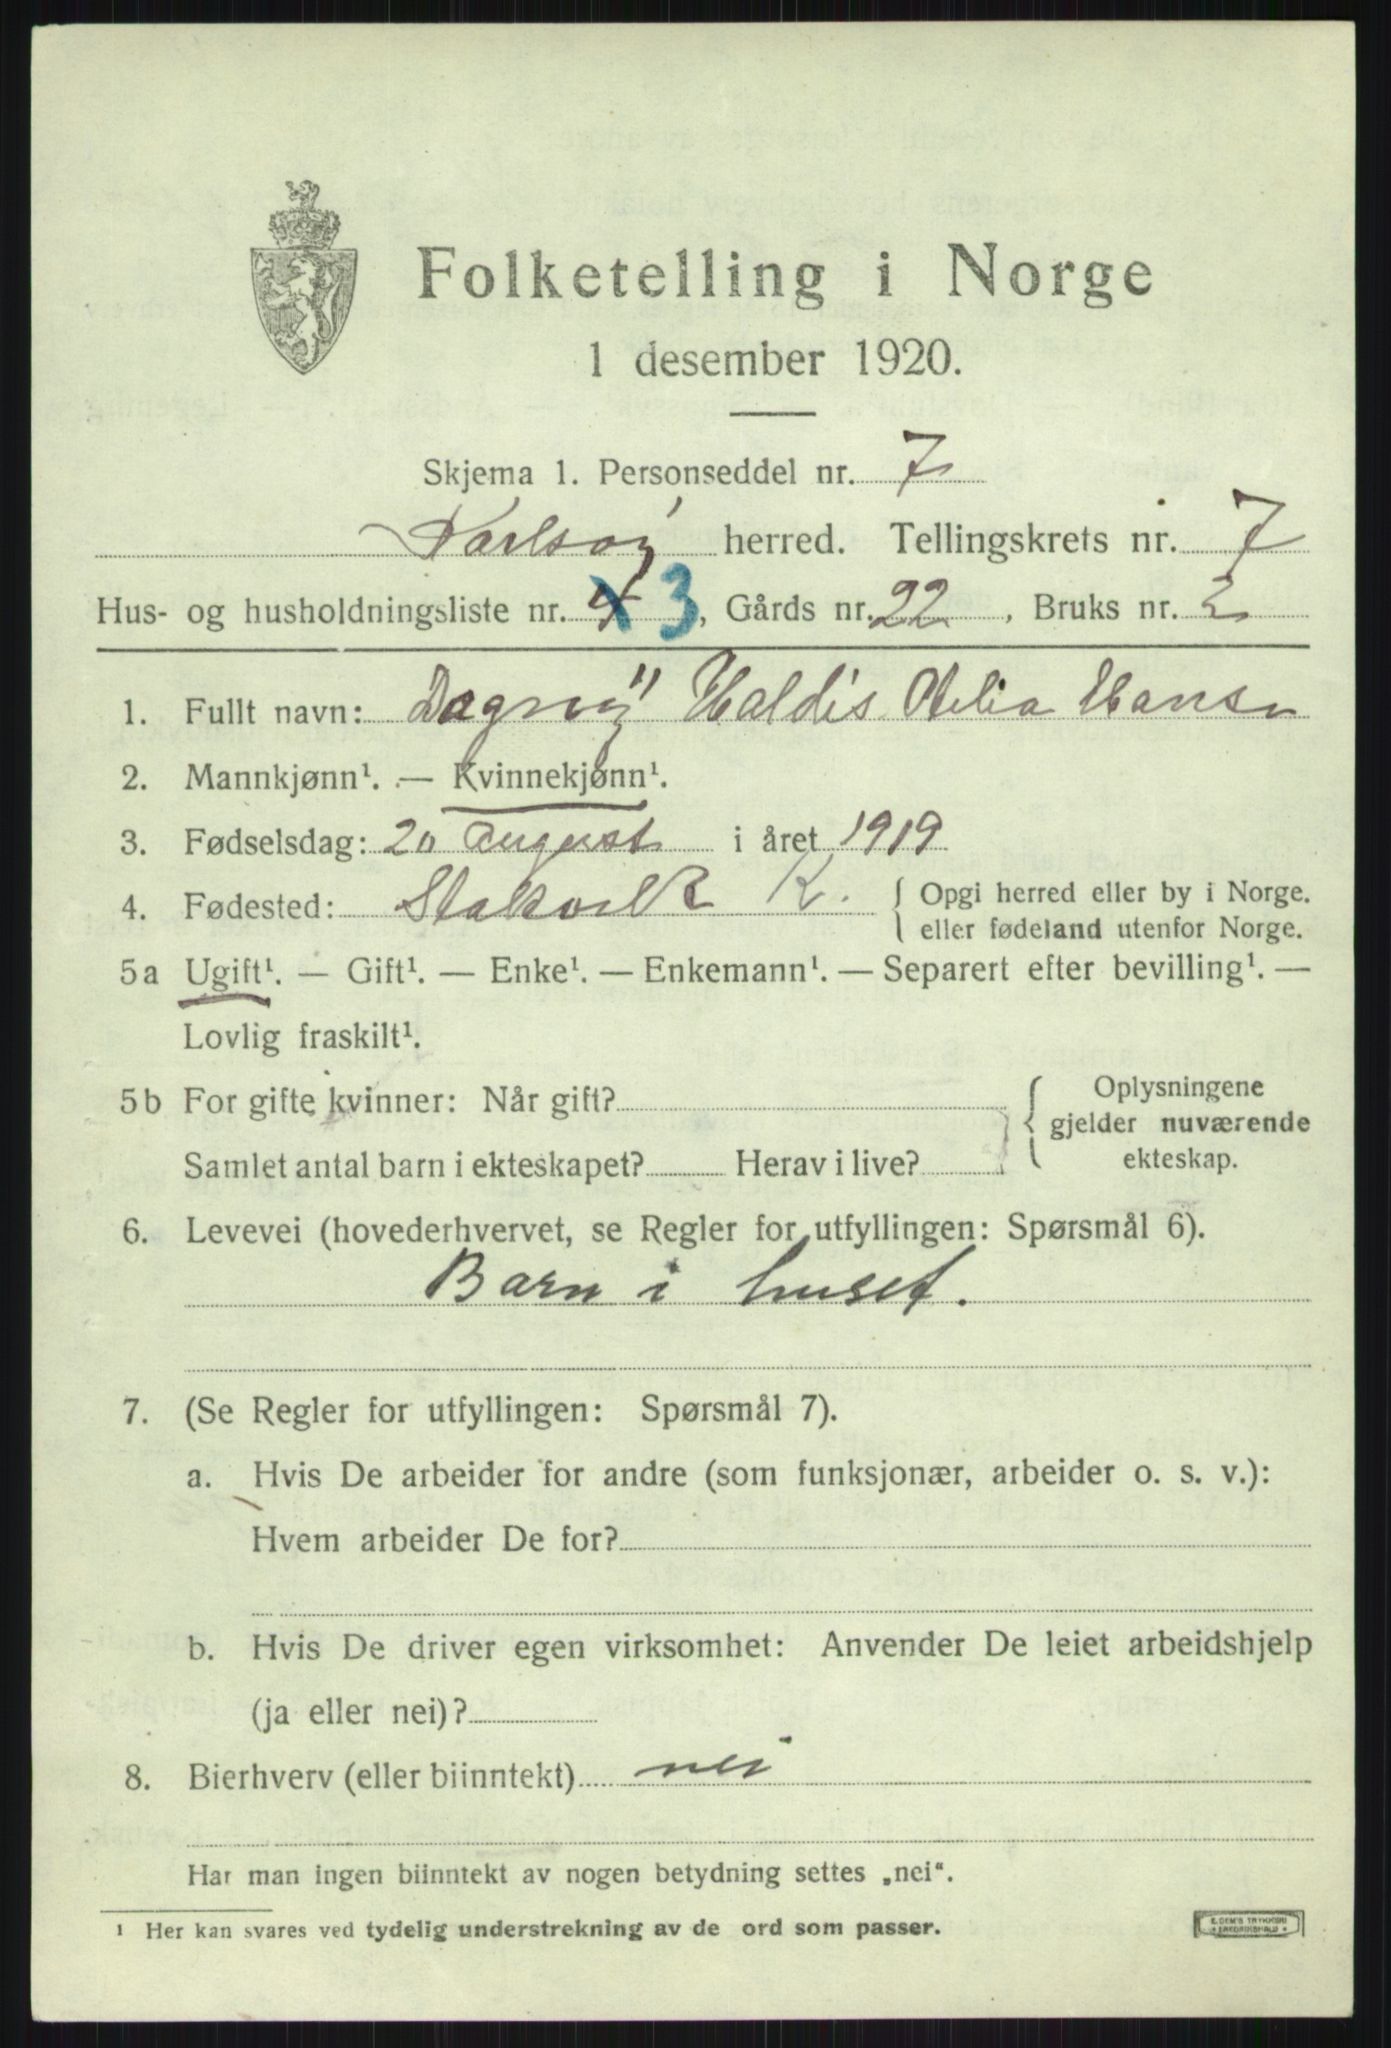 Folketelling i Norge
1 desember 1920.
Skjema 1. Personseddel nr. 7
Karlsøy herred. Tellingskrets nr. 7
Hus- og husholdningsliste nr. 4 3, Gårds nr. 22, Bruks nr. 2
1. Fullt navn: Dagny Haldis Hansen
2. Mannkjønn¹. — Kvinnekjønn¹.
3. Fødselsdag: 20 august i året 1919
4. Fødested: Stakvik K. { Opgi herred eller by i Norge.
eller fødeland utenfor Norge.
5a Ugift¹. — Gift¹. — Enke¹. — Enkemann¹. — Separert efter bevilling¹. —
Lovlig fraskilt¹.
5b For gifte kvinner: Når gift? Oplysningene
gjelder nuværende
Samlet antal barn i ekteskapet? Herav i live? ekteskap.
6. Levevei (hovederhvervet, se Regler for utfyllingen: Spørsmål 6).
Barn i huset.
7. (Se Regler for utfyllingen: Spørsmål 7).
a. Hvis De arbeider for andre (som funksjonær, arbeider o. s. v.):
Hvem arbeider De for?
b. Hvis De driver egen virksomhet: Anvender De leiet arbeidshjelp
(ja eller nei)?
8. Bierhverv (eller biinntekt) nei
Har man ingen biinntekt av nogen betydning settes „nei“.
¹ Her kan svares ved tydelig understrekning av de ord som passer.